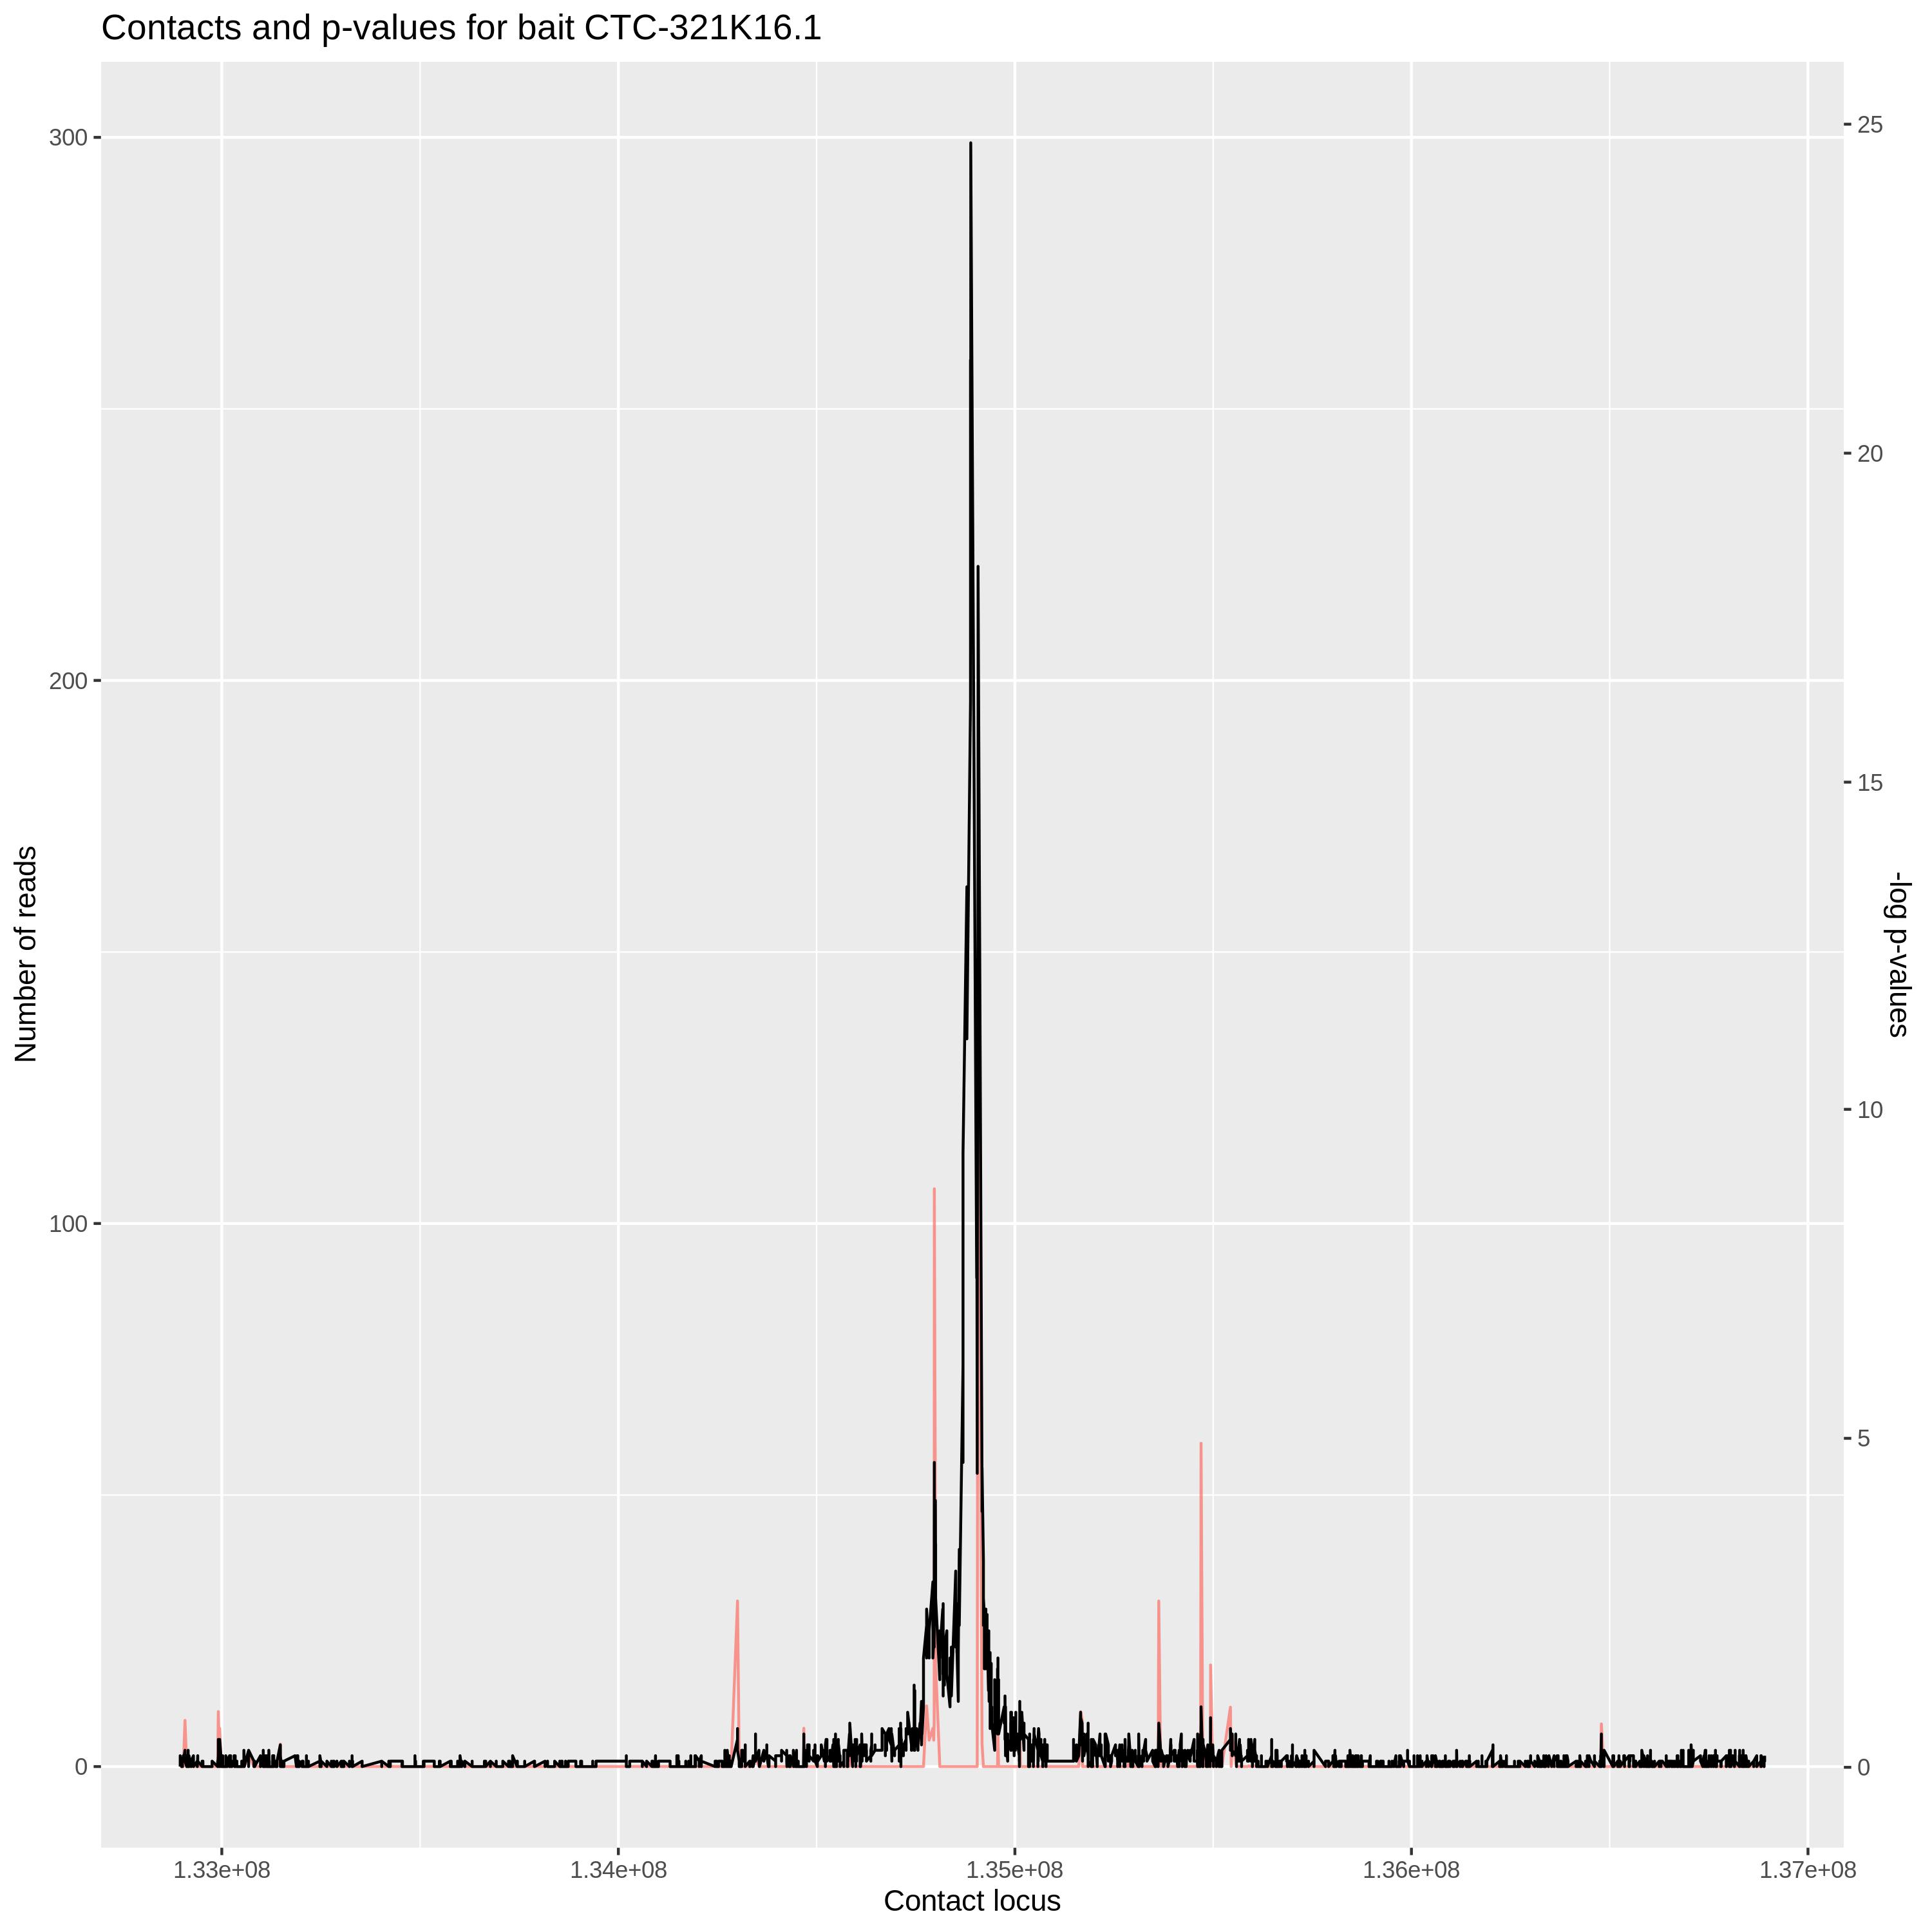 Contacts and p-values for bait CTC-321K16.1
300
200
100
0
Number of reads
25
20
15
10
5
0
-log p-values
1.33e+08
1.34e+08
1.35e+08
1.36e+08
1.37e+08
Contact locus